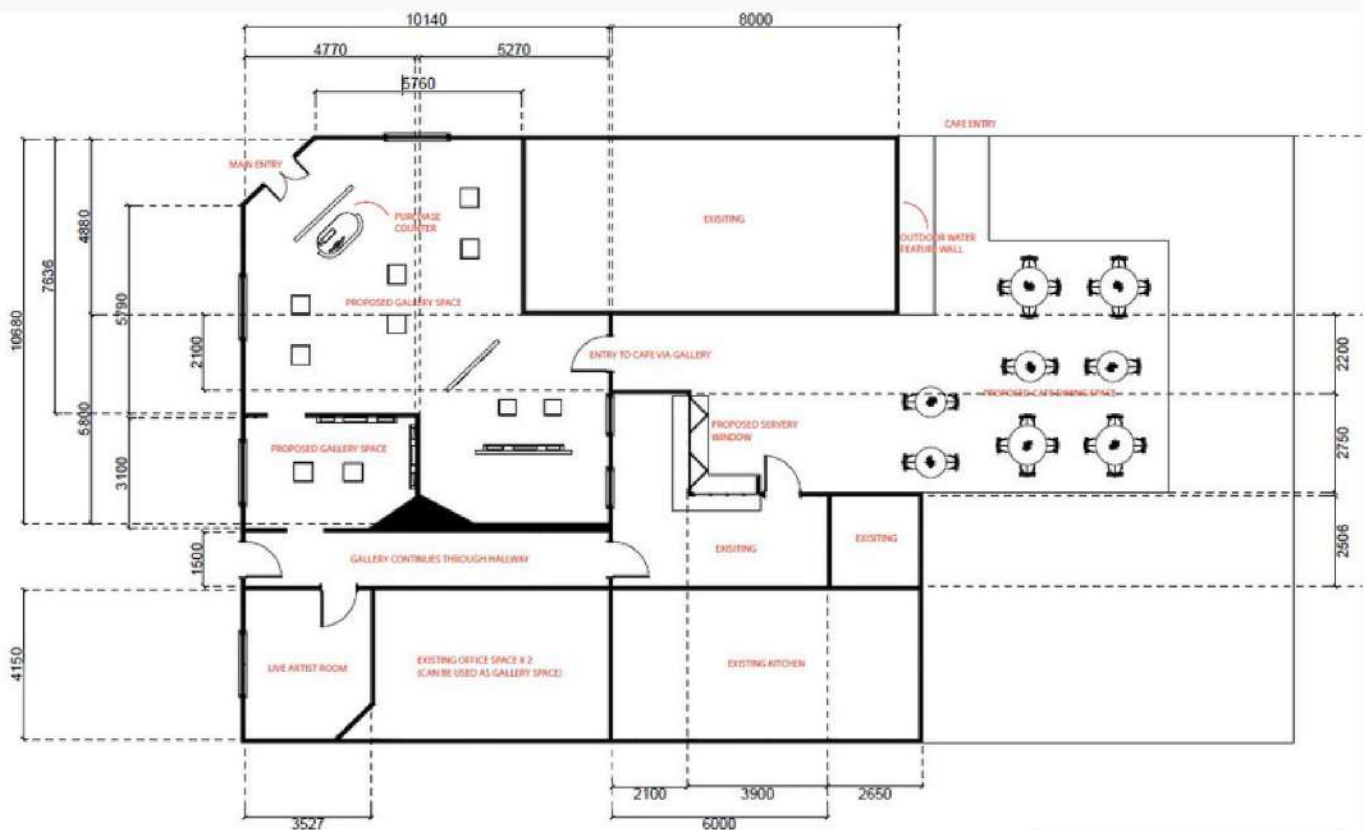 10140
8000
4770
5270
5760
CAFE ENTRY
MAIN ENTRY
PURCHASE
COUNTER
EXISITING
OUTDOOR WATER
FEATURE WALL
4880
7636
5790
10680
PROPOSED GALLERY SPACE
2100
ENTRY TO CAFE VIA GALLERY
2200
PROPOSED CAFE DINING SPACE
5800
PROPOSED SERVERY
WINDOW
PROPOSED GALLERY SPACE
2750
3100
EXISITING
EXISITING
2506
1500
GALLERY CONTINUES THROUGH HALLWAY
4150
LIVE ARTIST ROOM
EXISTING OFFICE SPACE X 2
(CAN BE USED AS GALLERY SPACE)
EXISTING KITCHEN
2100
3900
2650
3527
6000